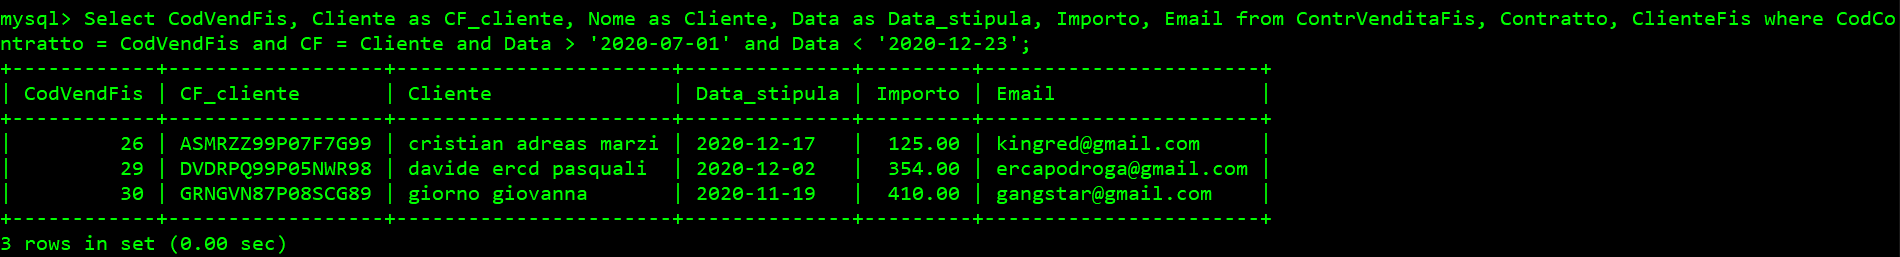 mysql> Select CodVendFis, Cliente as CF_cliente, Nome as Cliente, Data as Data_stipula, Importo, Email from ContrVenditaFis, Contratto, ClienteFis where CodCo
ntratto = CodVendFis and CF = Cliente and Data > '2020-07-01' and Data < '2020-12-23';
+------------+------------------+-----------------------+--------------+---------+-----------------------+
| CodVendFis | CF_cliente       | Cliente               | Data_stipula | Importo | Email                 |
+------------+------------------+-----------------------+--------------+---------+-----------------------+
|         26 | ASMRZZ99P07F7G99 | cristian adreas marzi | 2020-12-17   |  125.00 | kingred@gmail.com     |
|         29 | DVDRPQ99P05NWR98 | davide ercd pasquali  | 2020-12-02   |  354.00 | ercapodroga@gmail.com |
|         30 | GRNGVN87P08SCG89 | giorno giovanna       | 2020-11-19   |  410.00 | gangstar@gmail.com    |
+------------+------------------+-----------------------+--------------+---------+-----------------------+
3 rows in set (0.00 sec)